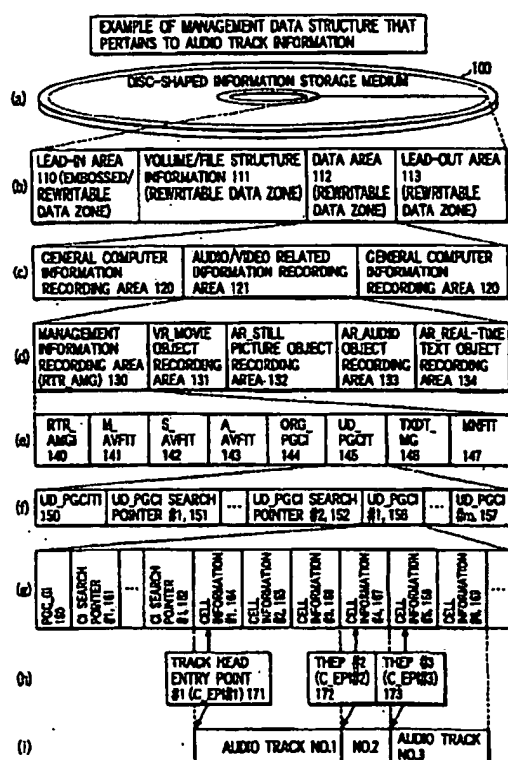 EXAMPLE OF MANAGEMENT DATA STRUCTURE THAT
PERTAINS TO AUDIO TRACK INFORMATION
100
DISC-SHAPED INFORMATION STORAGE MEDIUM
(a)
(b)
LEAD-IN AREA
110 (EMBOSSED/
REWRITABLE
DATA ZONE)
VOLUME/FILE STRUCTURE
INFORMATION 111
(REWRITABLE DATA ZONE)
DATA AREA
112
(REWRITABLE
DATA ZONE)
LEAD-OUT AREA
113
(REWRITABLE
DATA ZONE)
(c)
GENERAL COMPUTER
INFORMATION
RECORDING AREA 120
AUDIO/VIDEO RELATED
INFORMATION RECORDING
AREA 121
GENERAL COMPUTER
INFORMATION
RECORDING AREA 120
(d)
MANAGEMENT
INFORMATION
RECORDING AREA
(RTR_AMG) 130
VR_MOVIE
OBJECT
RECORDING
AREA 131
AR_STILL
PICTURE OBJECT
RECORDING
AREA 132
AR_AUDIO
OBJECT
RECORDING
AREA 133
AR_REAL-TIME
TEXT OBJECT
RECORDING
AREA 134
(e)
RTR_
AMGI
140
M_
AVFIT
141
S_
AVFIT
142
A_
AVFIT
143
ORG_
PGCI
144
UD_
PGCIT
145
TXDT_
MG
146
MNFIT
147
(f)
UD_PGCITI
150
UD_PGCI SEARCH
POINTER #1, 151
...
UD_PGCI SEARCH
POINTER #2, 152
UD_PGCI
#1, 156
...
UD_PGCI
157
(g)
PGC_GI
CI SEARCH
POINTER
#1, 161
...
CI SEARCH
POINTER
CELL
INFORMATION
#1, 164
CELL
INFORMATION
#2, 165
CELL
INFORMATION
#3, 166
CELL
INFORMATION
#4, 167
CELL
INFORMATION
#5, 168
CELL
INFORMATION
#6, 169
...
(h)
TRACK HEAD
ENTRY POINT
#1 (C_EPI#1) 171
THEP #2
(C_EPI#2)
172
THEP #3
(C_EPI#3)
173
(i)
AUDIO TRACK NO.1
NO.2
AUDIO TRACK
NO.3